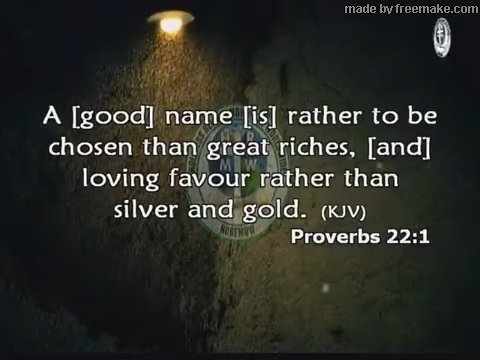 made by freemake.com
A [good] name [is] rather to be
chosen than great riches, [and]
loving favour rather than
silver and gold. (KJV)
Proverbs 22:1
NOREMOW